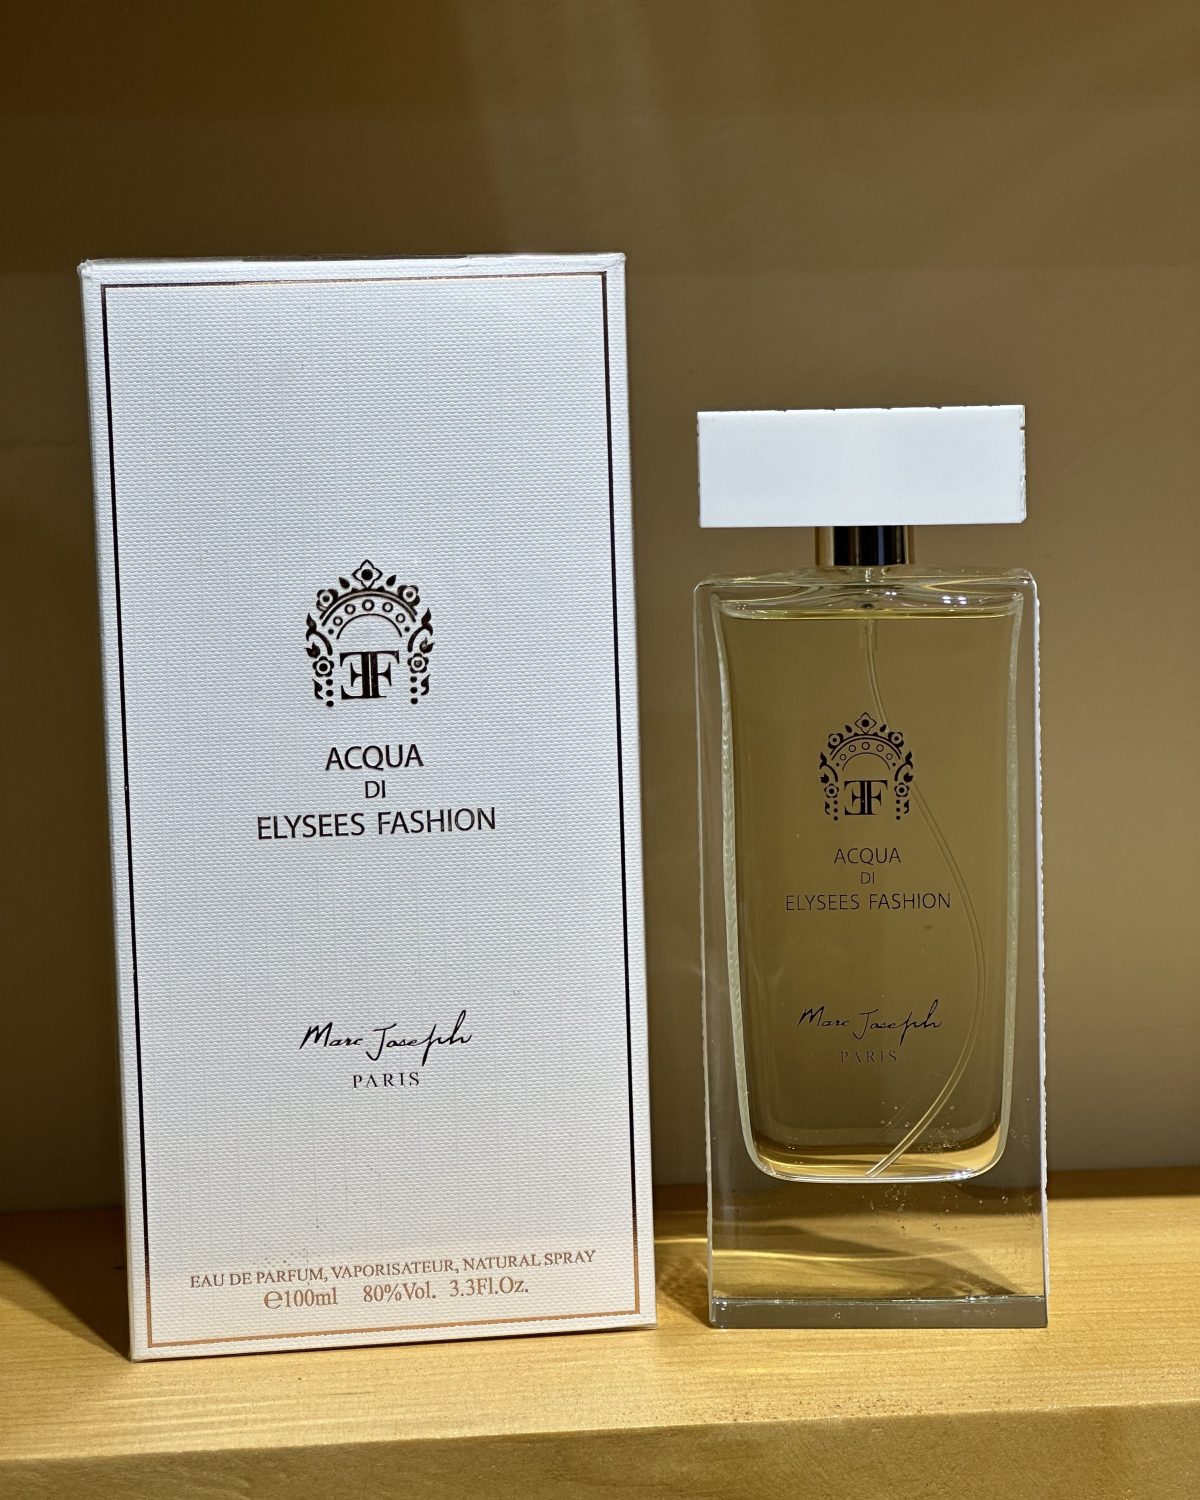 EF
ACQUA
DI
ELYSEES FASHION
Marc Joseph
PARIS
EAU DE PARFUM, VAPORISATEUR, NATURAL SPRAY
℮100ml 80%Vol. 3.3Fl.Oz.
EF
ACQUA
DI
ELYSEES FASHION
Marc Joseph
PARIS